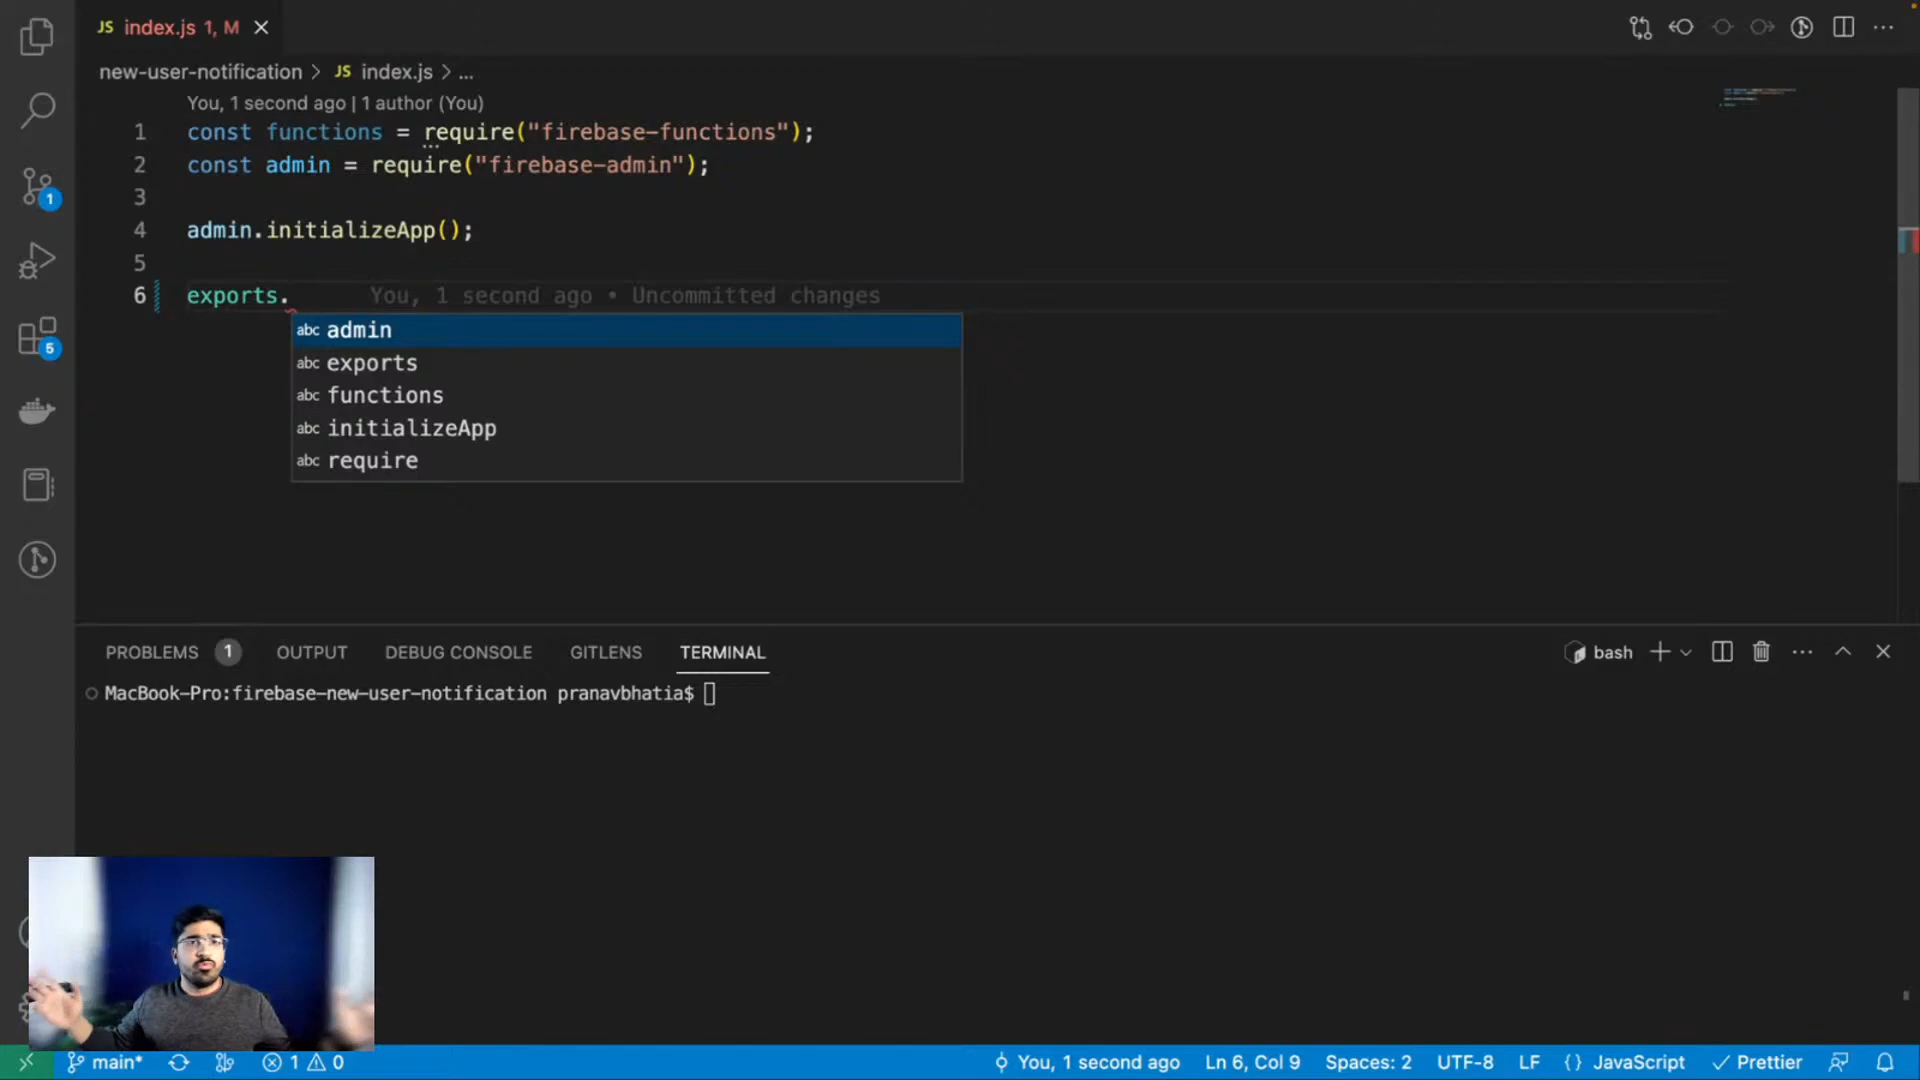 JS index.js 1, M
new-user-notification > JS index.js > ...
You, 1 second ago | 1 author (You)
1 const functions = require("firebase-functions");
2 const admin = require("firebase-admin");
3
4 admin.initializeApp();
5
6 exports. You, 1 second ago • Uncommitted changes
abc admin
abc exports
abc functions
abc initializeApp
abc require
1
5
PROBLEMS 1 OUTPUT DEBUG CONSOLE GITLENS TERMINAL bash
MacBook-Pro:firebase-new-user-notification pranavbhatia$
main* 1 0 You, 1 second ago Ln 6, Col 9 Spaces: 2 UTF-8 LF {} JavaScript Prettier